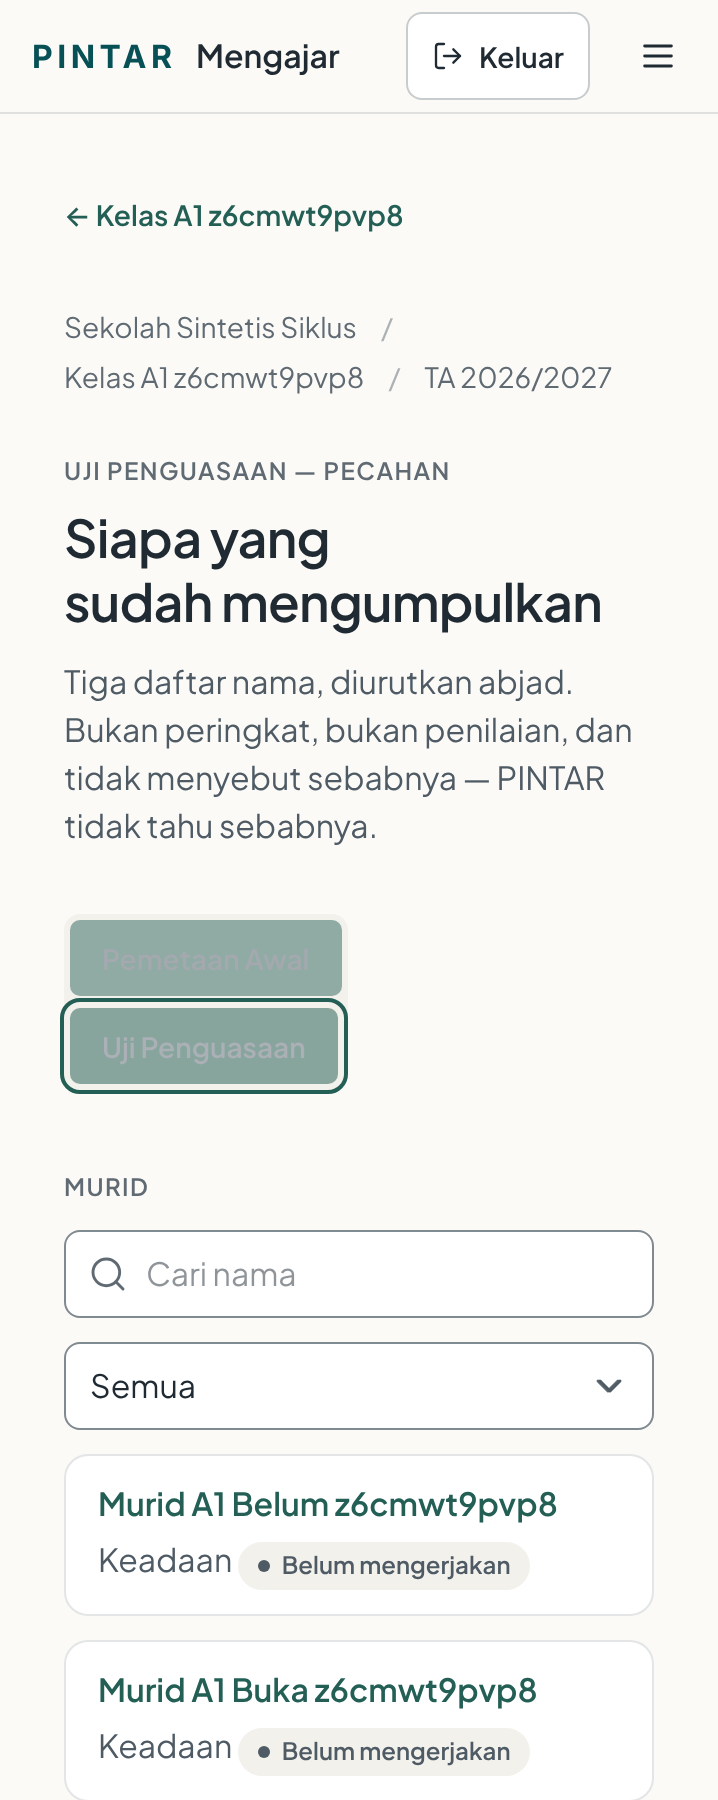 PINTAR Mengajar Keluar
← Kelas A1 z6cmwt9pvp8
Sekolah Sintetis Siklus /
Kelas A1 z6cmwt9pvp8 / TA 2026/2027
UJI PENGUASAAN — PECAHAN
Siapa yang
sudah mengumpulkan
Tiga daftar nama, diurutkan abjad.
Bukan peringkat, bukan penilaian, dan
tidak menyebut sebabnya — PINTAR
tidak tahu sebabnya.
Pemetaan Awal
Uji Penguasaan
MURID
Cari nama
Semua
Murid A1 Belum z6cmwt9pvp8
Keadaan • Belum mengerjakan
Murid A1 Buka z6cmwt9pvp8
Keadaan • Belum mengerjakan